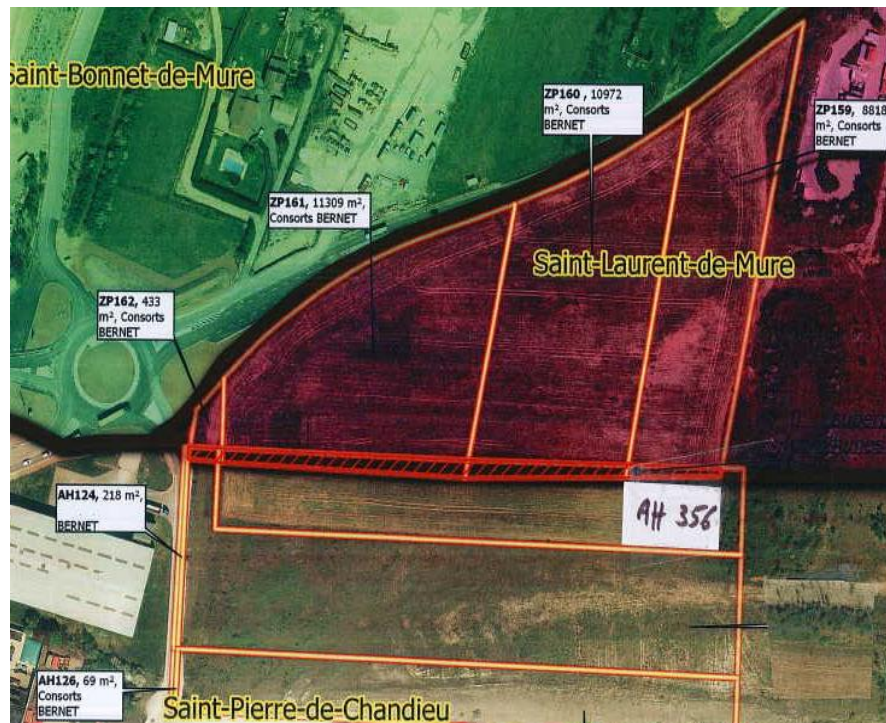 Saint-Bonnet-de-Mure
ZP160 , 10972
m², Consorts
BERNET
ZP159, 8818
m², Consorts
BERNET
ZP161, 11309 m²,
Consorts BERNET
Saint-Laurent-de-Mure
ZP162, 433
m², Consorts
BERNET
AH124, 218 m²,
BERNET
AH 356
AH126, 69 m²,
Consorts
BERNET
Saint-Pierre-de-Chandieu